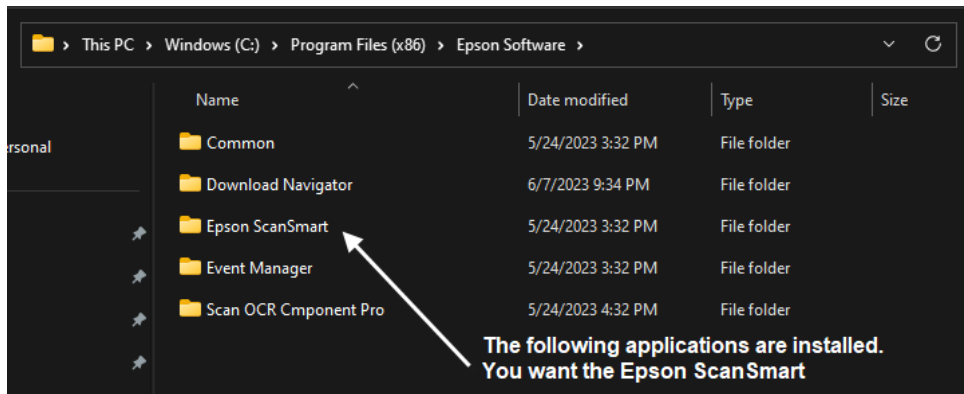 This PC > Windows (C:) > Program Files (x86) > Epson Software >
Name Date modified Type Size
ersonal
Common 5/24/2023 3:32 PM File folder
Download Navigator 6/7/2023 9:34 PM File folder
Epson ScanSmart 5/24/2023 3:32 PM File folder
Event Manager 5/24/2023 3:32 PM File folder
Scan OCR Cmponent Pro 5/24/2023 4:32 PM File folder
The following applications are installed.
You want the Epson ScanSmart